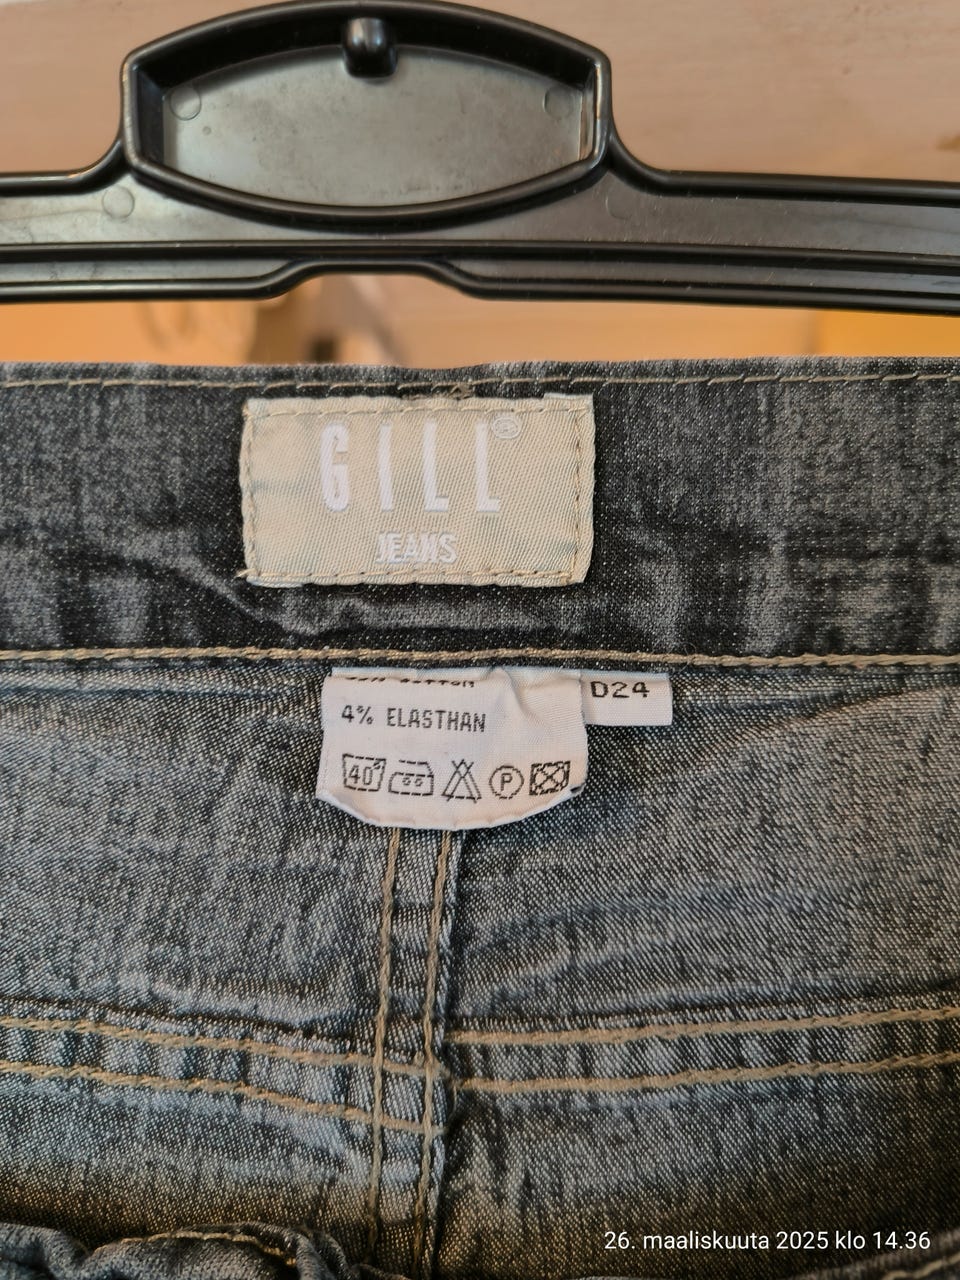 GILL®
JEANS
D24
4% ELASTHAN
40°
P
26. maaliskuuta 2025 klo 14.36